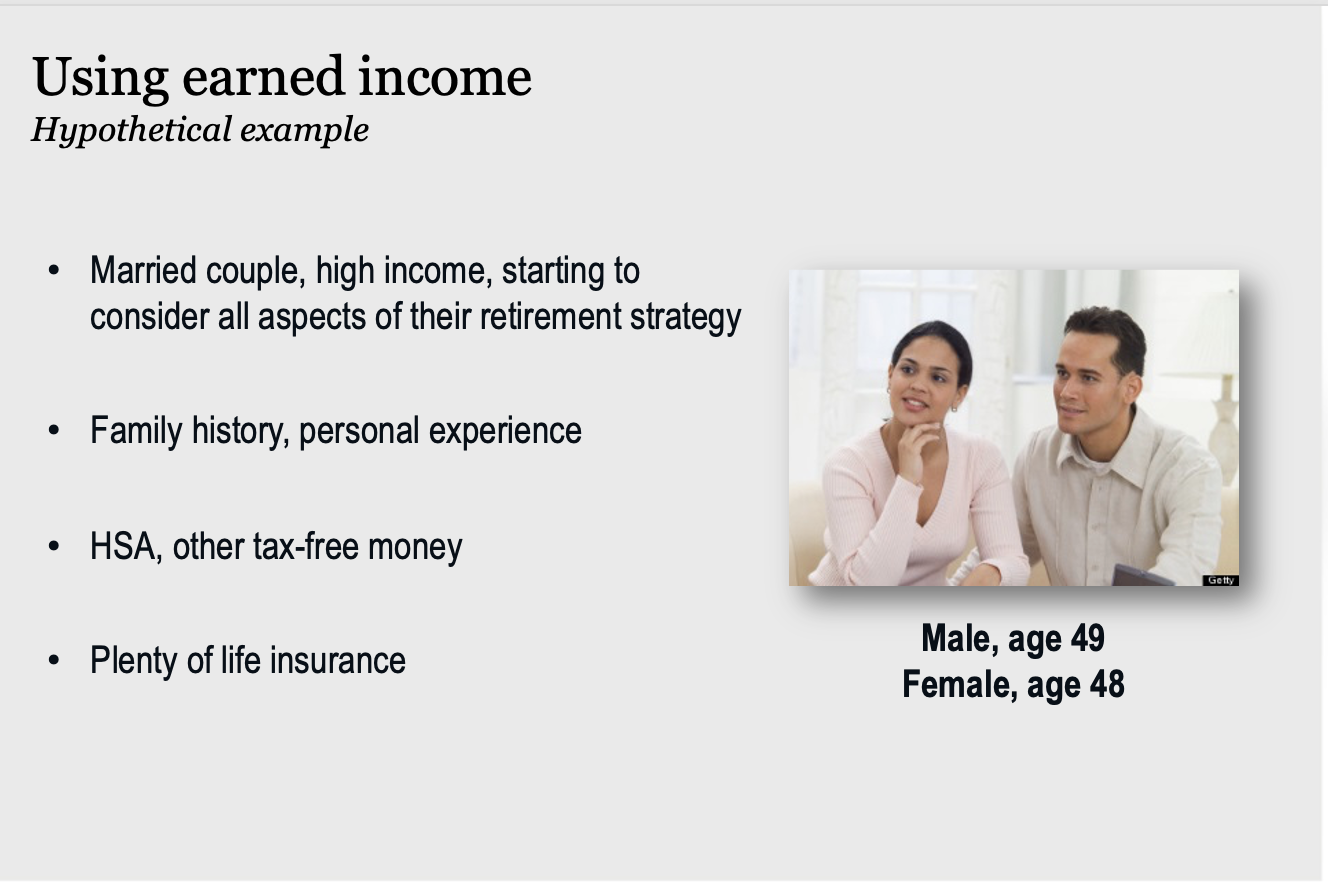 Using earned income
Hypothetical example
• Married couple, high income, starting to
consider all aspects of their retirement strategy
• Family history, personal experience
• HSA, other tax-free money
• Plenty of life insurance
Getty
Male, age 49
Female, age 48